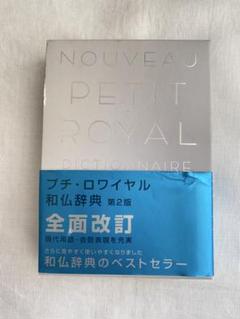 NOUVEAU
PETIT
ROYAL
DICTIONNAIRE
プチ・ロワイヤル
和仏辞典 第2版
全面改訂
現代用語・会話表現を充実
さらに見やすく使いやすくなりました
和仏辞典のベストセラー